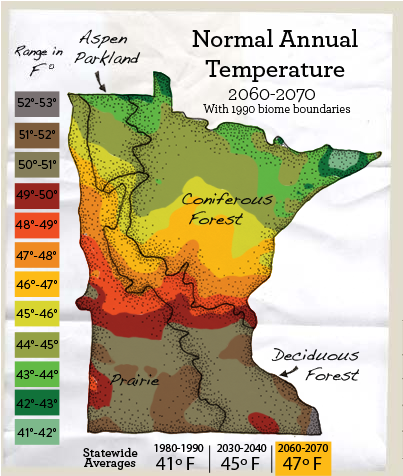 Normal Annual
Temperature
2060-2070
With 1990 biome boundaries
Range in
F°
Aspen
Parkland
52°-53°
51°-52°
50°-51°
49°-50°
48°-49°
47°-48°
46°-47°
45°-46°
44°-45°
43°-44°
42°-43°
41°-42°
Coniferous
Forest
Deciduous
Forest
Prairie
Statewide
Averages
1980-1990
41° F
2030-2040
45° F
2060-2070
47° F